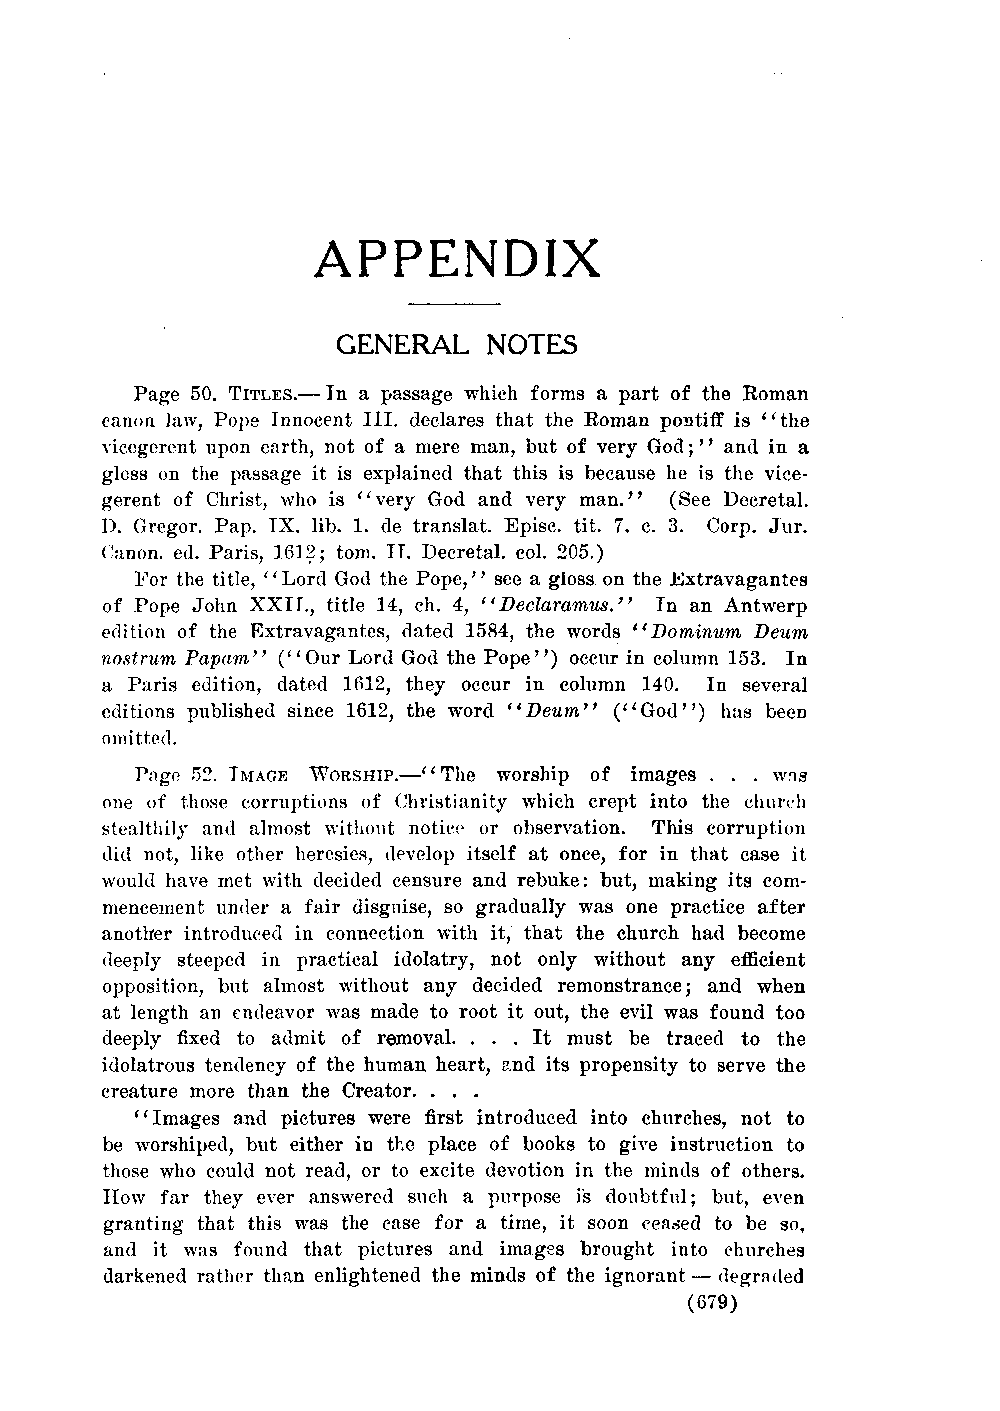 APPENDIX
GENERAL NOTES
Page 50. TITLES.— In a passage which forms a part of the Roman
canon law, Pope Innocent III. declares that the Roman pontiff is "the
vicegerent upon earth, not of a mere man, but of very God;" and in a
gloss on the passage it is explained that this is because he is the vice-
gerent of Christ, who is "very God and very man." (See Decretal.
D. Gregor. Pap. IX. lib. 1. de translat. Episc. tit. 7. c. 3. Corp. Jur.
Canon. ed. Paris, 1612; tom. II. Decretal. col. 205.)
For the title, "Lord God the Pope," see a gloss on the Extravagantes
of Pope John XXII., title 14, ch. 4, "Declaramus." In an Antwerp
edition of the Extravagantes, dated 1584, the words "Dominum Deum
nostrum Papam" ("Our Lord God the Pope") occur in column 153. In
a Paris edition, dated 1612, they occur in column 140. In several
editions published since 1612, the word "Deum" ("God") has been
omitted.
Page 52. IMAGE WORSHIP.—"The worship of images . . . was
one of those corruptions of Christianity which crept into the church
stealthily and almost without notice or observation. This corruption
did not, like other heresies, develop itself at once, for in that case it
would have met with decided censure and rebuke: but, making its com-
mencement under a fair disguise, so gradually was one practice after
another introduced in connection with it, that the church had become
deeply steeped in practical idolatry, not only without any efficient
opposition, but almost without any decided remonstrance; and when
at length an endeavor was made to root it out, the evil was found too
deeply fixed to admit of removal. . . . It must be traced to the
idolatrous tendency of the human heart, and its propensity to serve the
creature more than the Creator. . . .
"Images and pictures were first introduced into churches, not to
be worshiped, but either in the place of books to give instruction to
those who could not read, or to excite devotion in the minds of others.
How far they ever answered such a purpose is doubtful; but, even
granting that this was the case for a time, it soon ceased to be so,
and it was found that pictures and images brought into churches
darkened rather than enlightened the minds of the ignorant — degraded
(679)